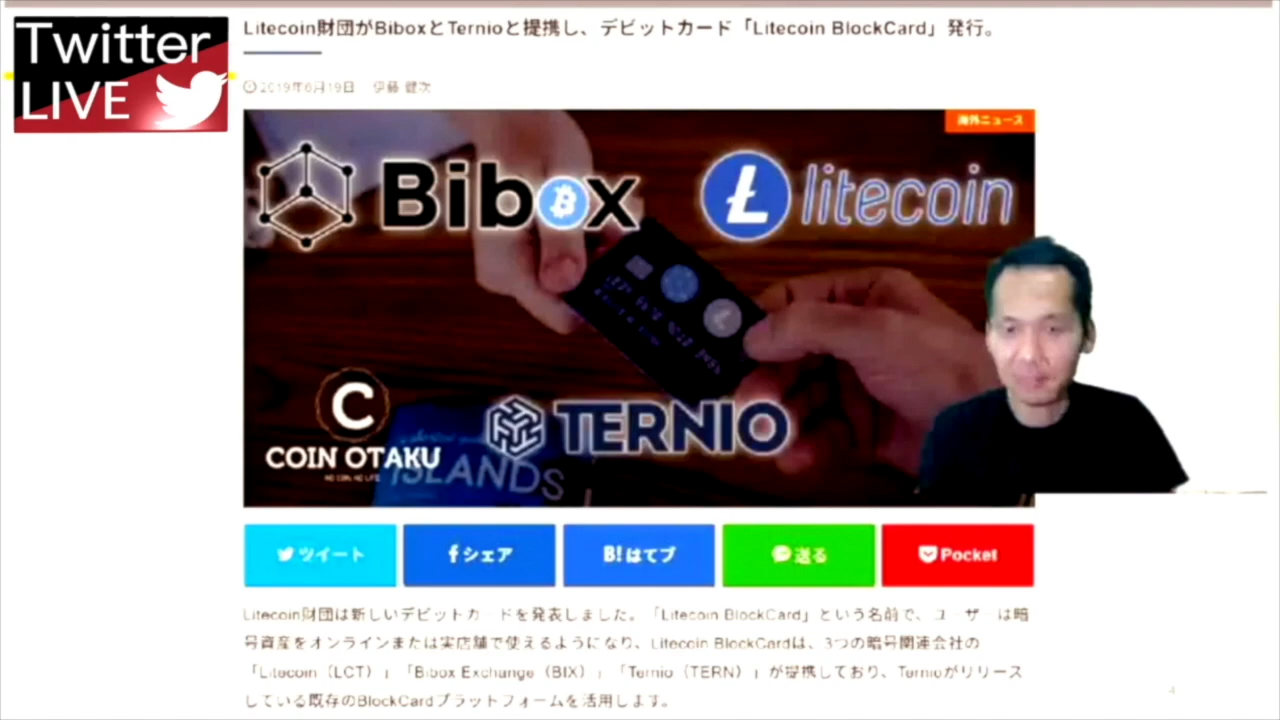 Twitter
LIVE
Litecoin財団がBiboxとTernioと提携し、デビットカード「Litecoin BlockCard」発行。
2019年6月19日 伊藤 健次
海外ニュース
Bibox
litecoin
C
COIN OTAKU
NO COIN, NO LIFE.
TERNIO
ISLANDS
ツイート
シェア
B!はてブ
送る
Pocket
Litecoin財団は新しいデビットカードを発表しました。「Litecoin BlockCard」という名前で、ユーザーは暗
号資産をオンラインまたは実店舗で使えるようになり、Litecoin BlockCardは、3つの暗号関連会社の
「Litecoin（LCT）」「Bibox Exchange（BIX）」「Ternio（TERN）」が提携しており、Ternioがリリース
している既存のBlockCardプラットフォームを活用します。
4